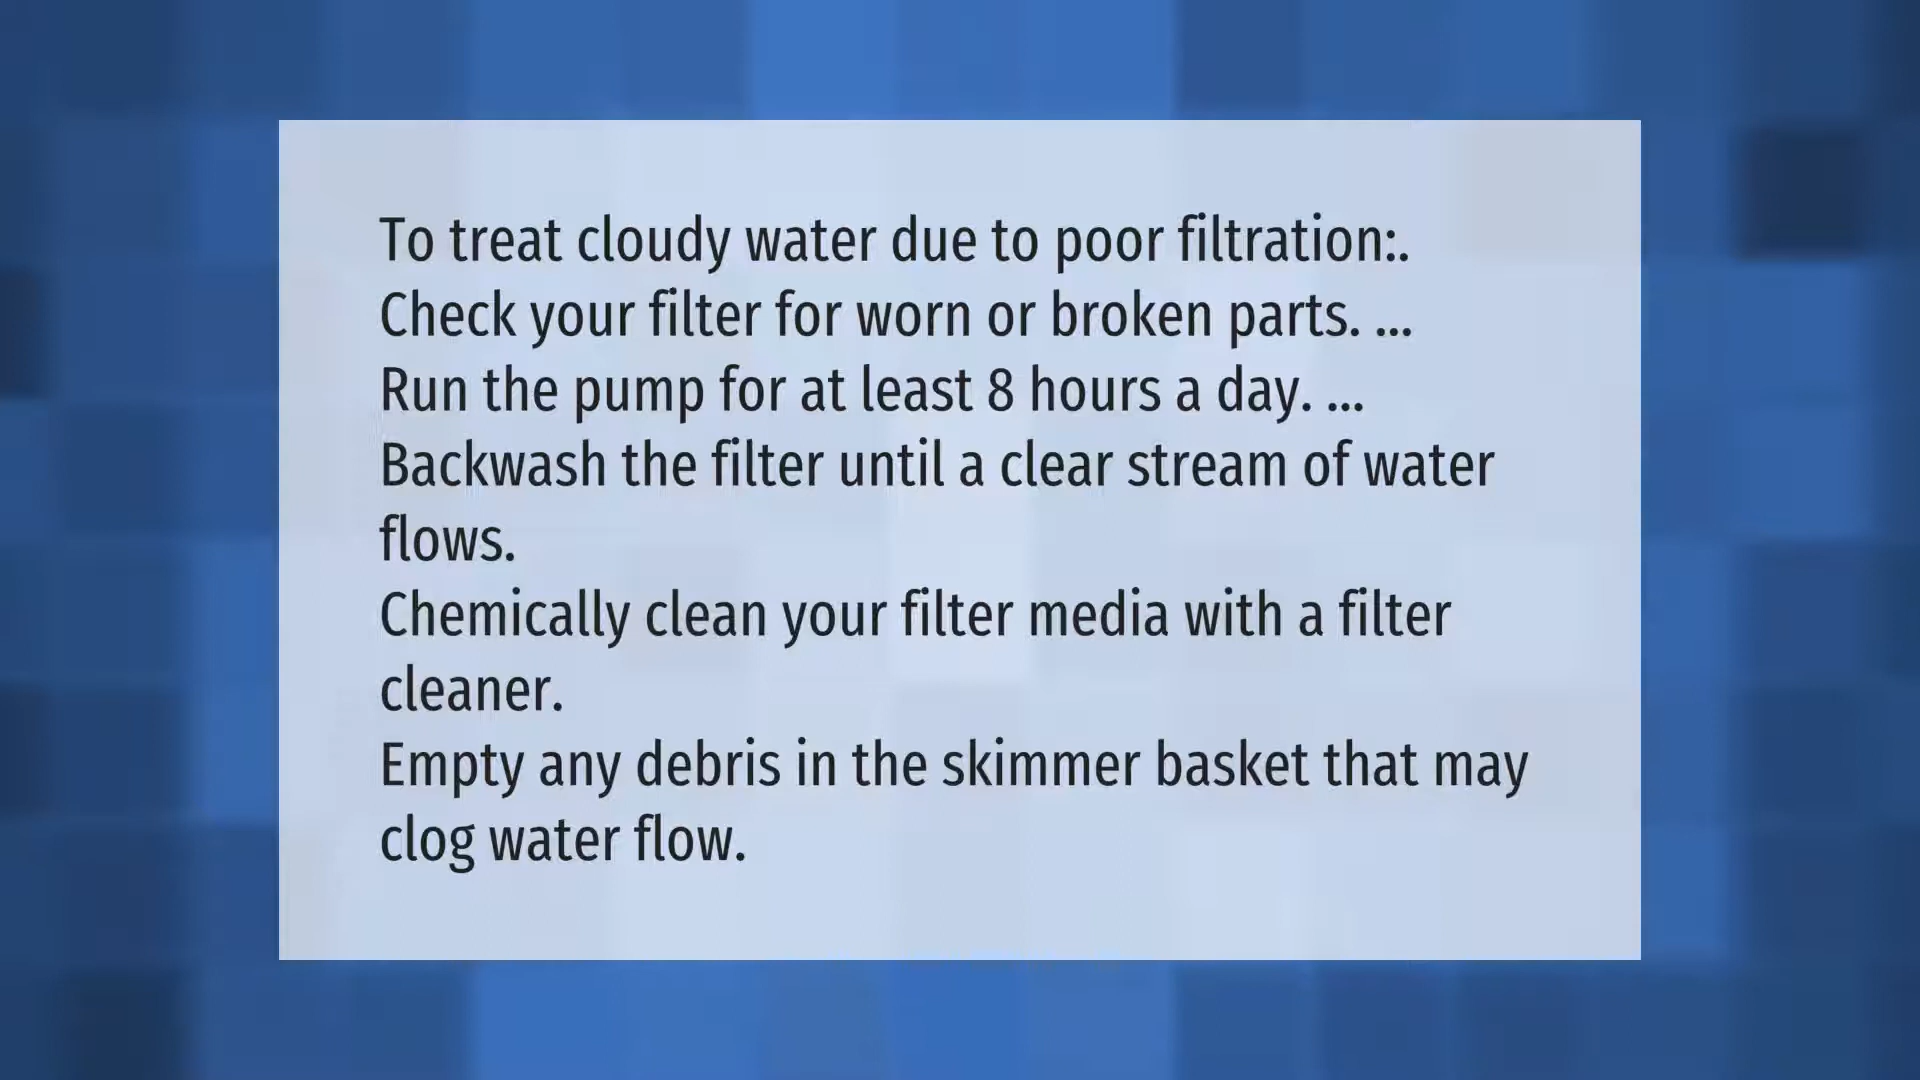 To treat cloudy water due to poor filtration:.
Check your filter for worn or broken parts. ...
Run the pump for at least 8 hours a day. ...
Backwash the filter until a clear stream of water
flows.
Chemically clean your filter media with a filter
cleaner.
Empty any debris in the skimmer basket that may
clog water flow.